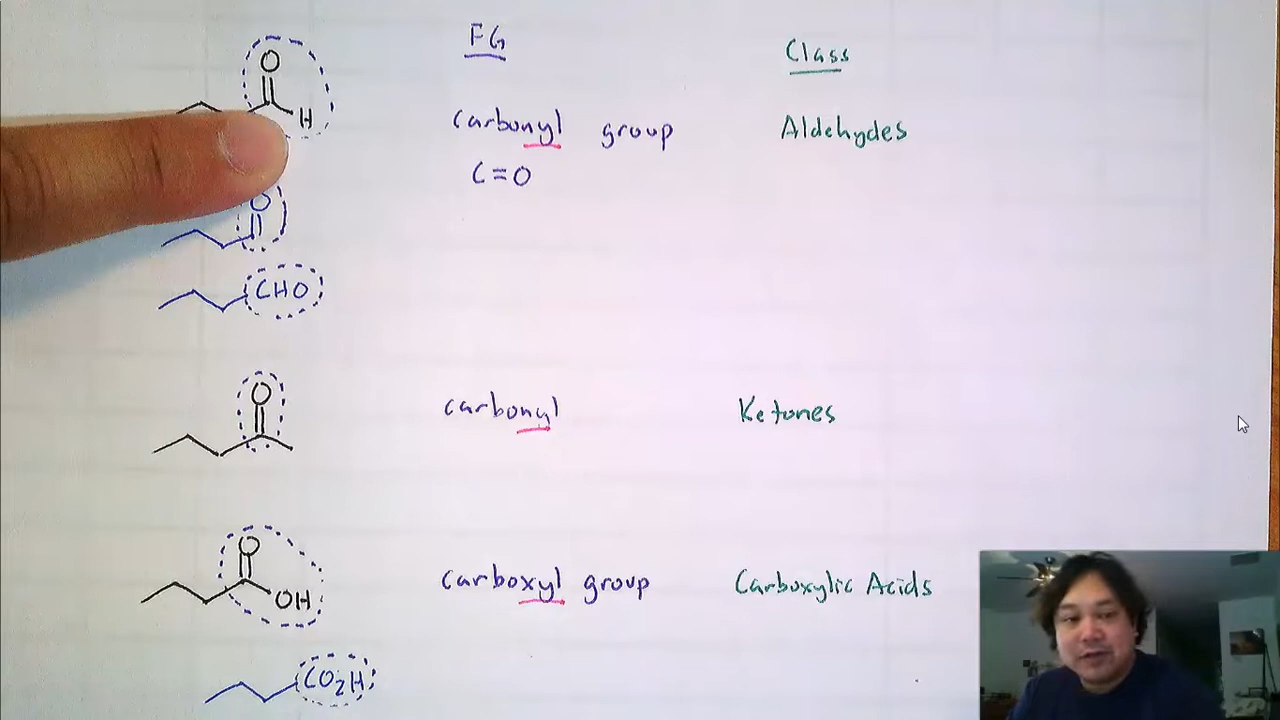 FG
Class
O
H
carbonyl group
Aldehydes
C=O
O
CHO
O
carbonyl
Ketones
O
OH
carboxyl group
Carboxylic Acids
CO2H